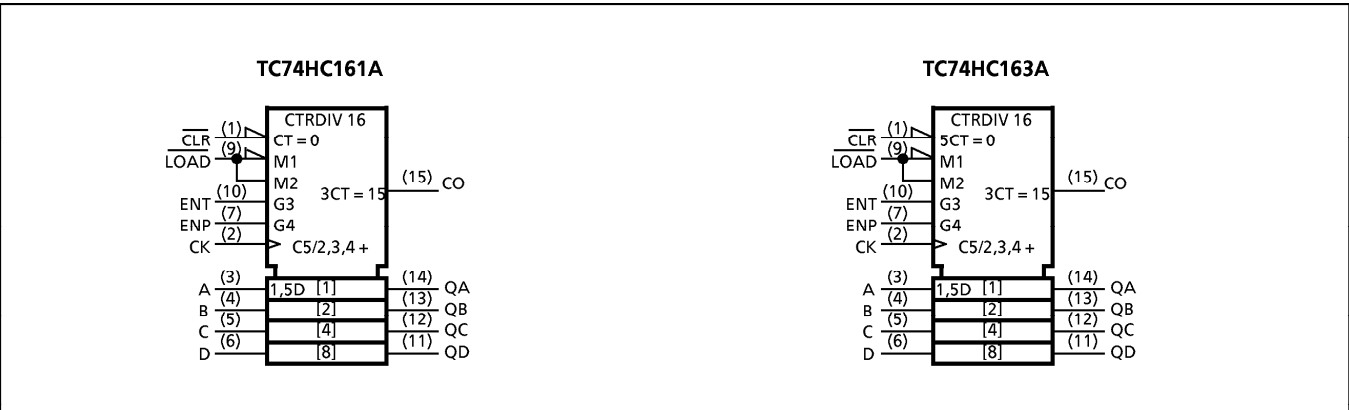 TC74HC161A
CTRDIV 16
CLR (1) CT = 0
LOAD (9) M1
M2
3CT = 15 (15) CO
ENT (10) G3
ENP (7) G4
CK (2) C5/2,3,4 +
A (3) 1,5D [1] (14) QA
B (4) [2] (13) QB
C (5) [4] (12) QC
D (6) [8] (11) QD
TC74HC163A
CTRDIV 16
CLR (1) 5CT = 0
LOAD (9) M1
M2
3CT = 15 (15) CO
ENT (10) G3
ENP (7) G4
CK (2) C5/2,3,4 +
A (3) 1,5D [1] (14) QA
B (4) [2] (13) QB
C (5) [4] (12) QC
D (6) [8] (11) QD